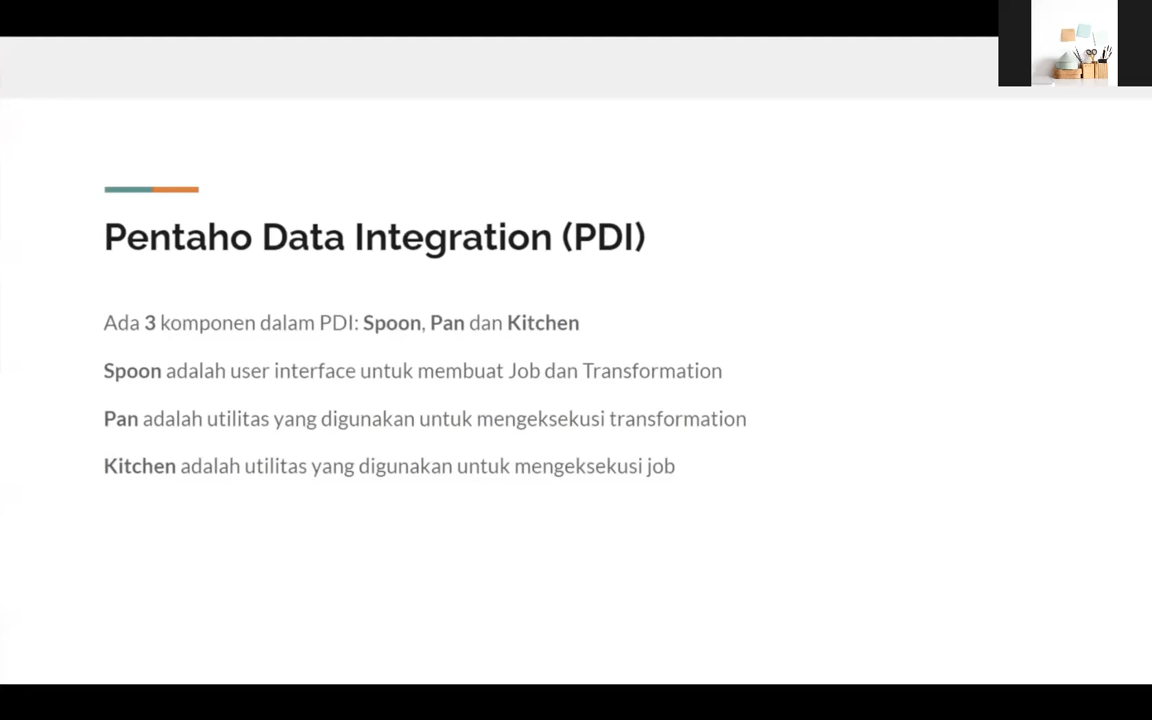 Pentaho Data Integration (PDI)
Ada 3 komponen dalam PDI: Spoon, Pan dan Kitchen
Spoon adalah user interface untuk membuat Job dan Transformation
Pan adalah utilitas yang digunakan untuk mengeksekusi transformation
Kitchen adalah utilitas yang digunakan untuk mengeksekusi job